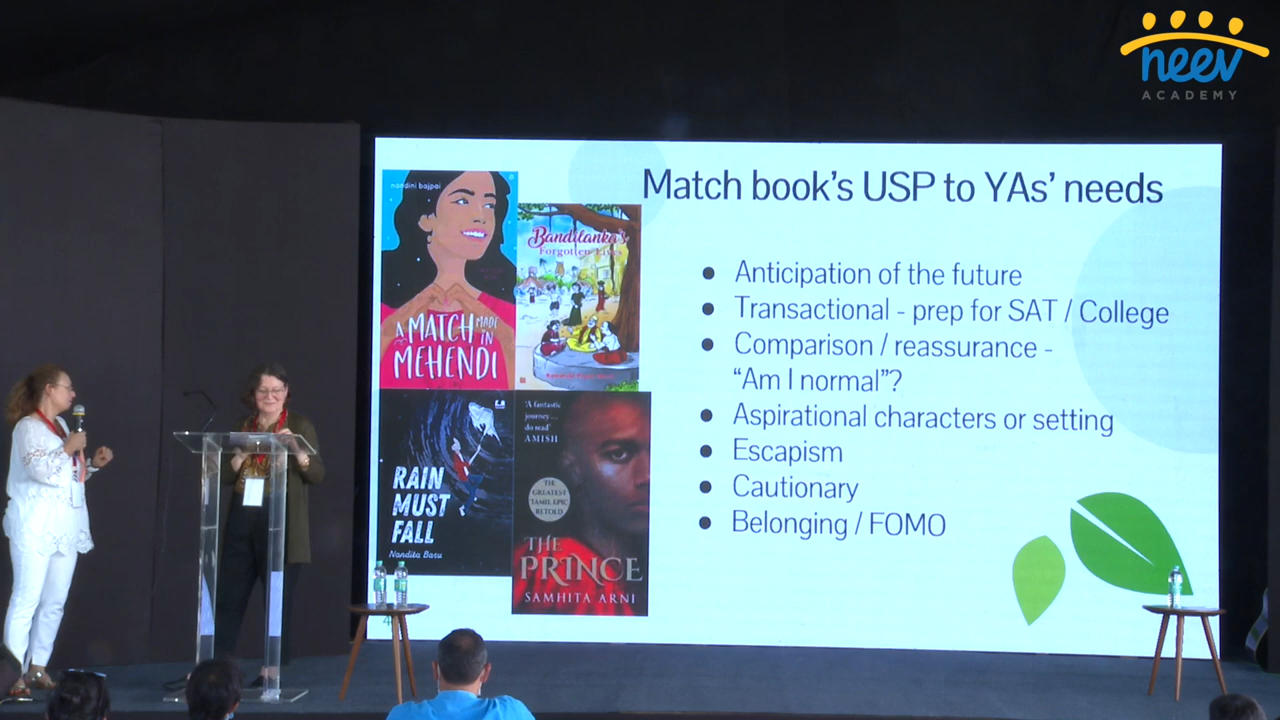 neev
ACADEMY
Match book's USP to YAs' needs
nandini bajpai
A MATCH MADE
IN
MEHENDI
Bandilanka's
Forgotten Lives
'A fantastic
journey...
do read'
AMISH
RAIN
MUST
FALL
Nandita Basu
THE
GREATEST
TAMIL EPIC
RETOLD
THE
PRINCE
SAMHITA ARNI
● Anticipation of the future
● Transactional - prep for SAT / College
● Comparison / reassurance -
"Am I normal"?
● Aspirational characters or setting
● Escapism
● Cautionary
● Belonging / FOMO